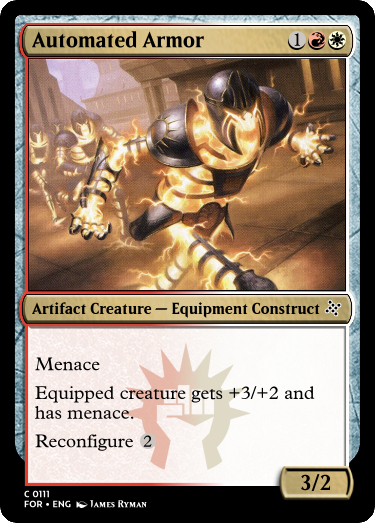 Automated Armor 1
Artifact Creature — Equipment Construct
Menace
Equipped creature gets +3/+2 and
has menace.
Reconfigure 2
3/2
C 0111
FOR • ENG James Ryman